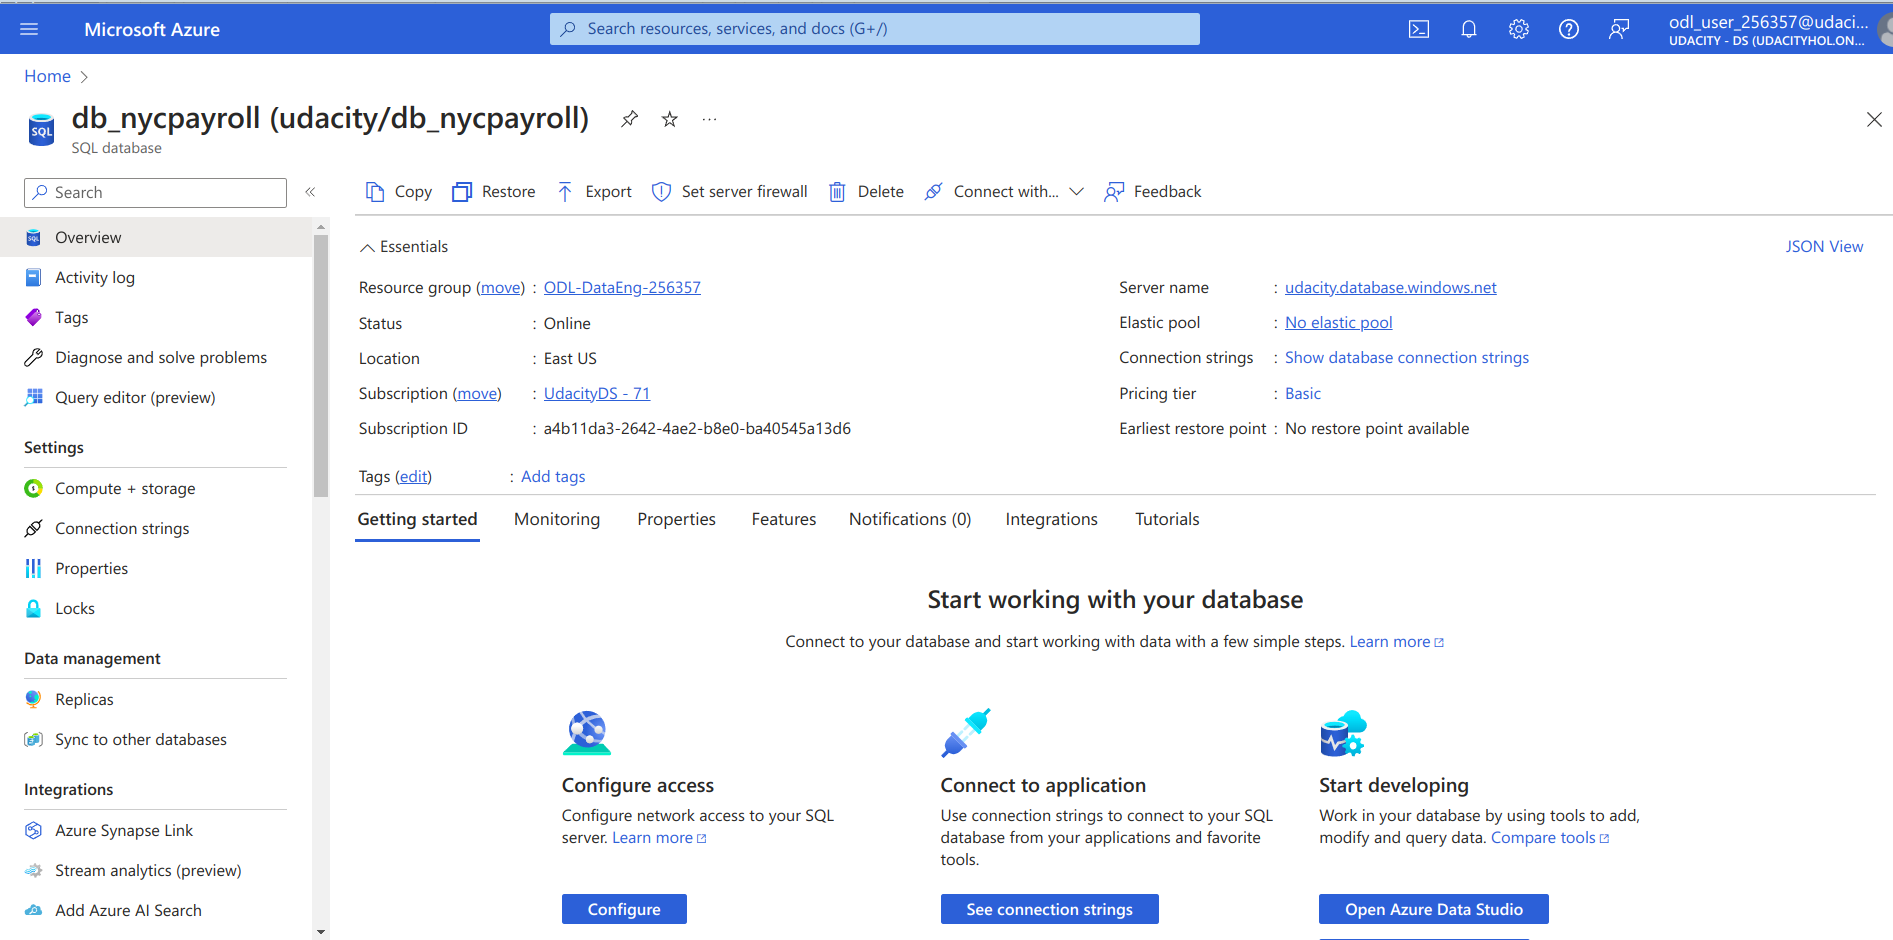 Microsoft Azure
Search resources, services, and docs (G+/)
odl_user_256357@udaci...
UDACITY - DS (UDACITYHOL.ON...
Home
db_nycpayroll (udacity/db_nycpayroll)
SQL database
SQL
Search
Copy
Restore
Export
Set server firewall
Delete
Connect with...
Feedback
Overview
Activity log
Tags
Diagnose and solve problems
Query editor (preview)
Settings
Compute + storage
Connection strings
Properties
Locks
Data management
Replicas
Sync to other databases
Integrations
Azure Synapse Link
Stream analytics (preview)
Add Azure AI Search
Essentials
JSON View
Resource group (move) : ODL-DataEng-256357
Status : Online
Location : East US
Subscription (move) : UdacityDS - 71
Subscription ID : a4b11da3-2642-4ae2-b8e0-ba40545a13d6
Server name : udacity.database.windows.net
Elastic pool : No elastic pool
Connection strings : Show database connection strings
Pricing tier : Basic
Earliest restore point : No restore point available
Tags (edit) : Add tags
Getting started
Monitoring
Properties
Features
Notifications (0)
Integrations
Tutorials
Start working with your database
Connect to your database and start working with data with a few simple steps. Learn more
Configure access
Configure network access to your SQL
server. Learn more
Configure
Connect to application
Use connection strings to connect to your SQL
database from your applications and favorite
tools.
See connection strings
Start developing
Work in your database by using tools to add,
modify and query data. Compare tools
Open Azure Data Studio